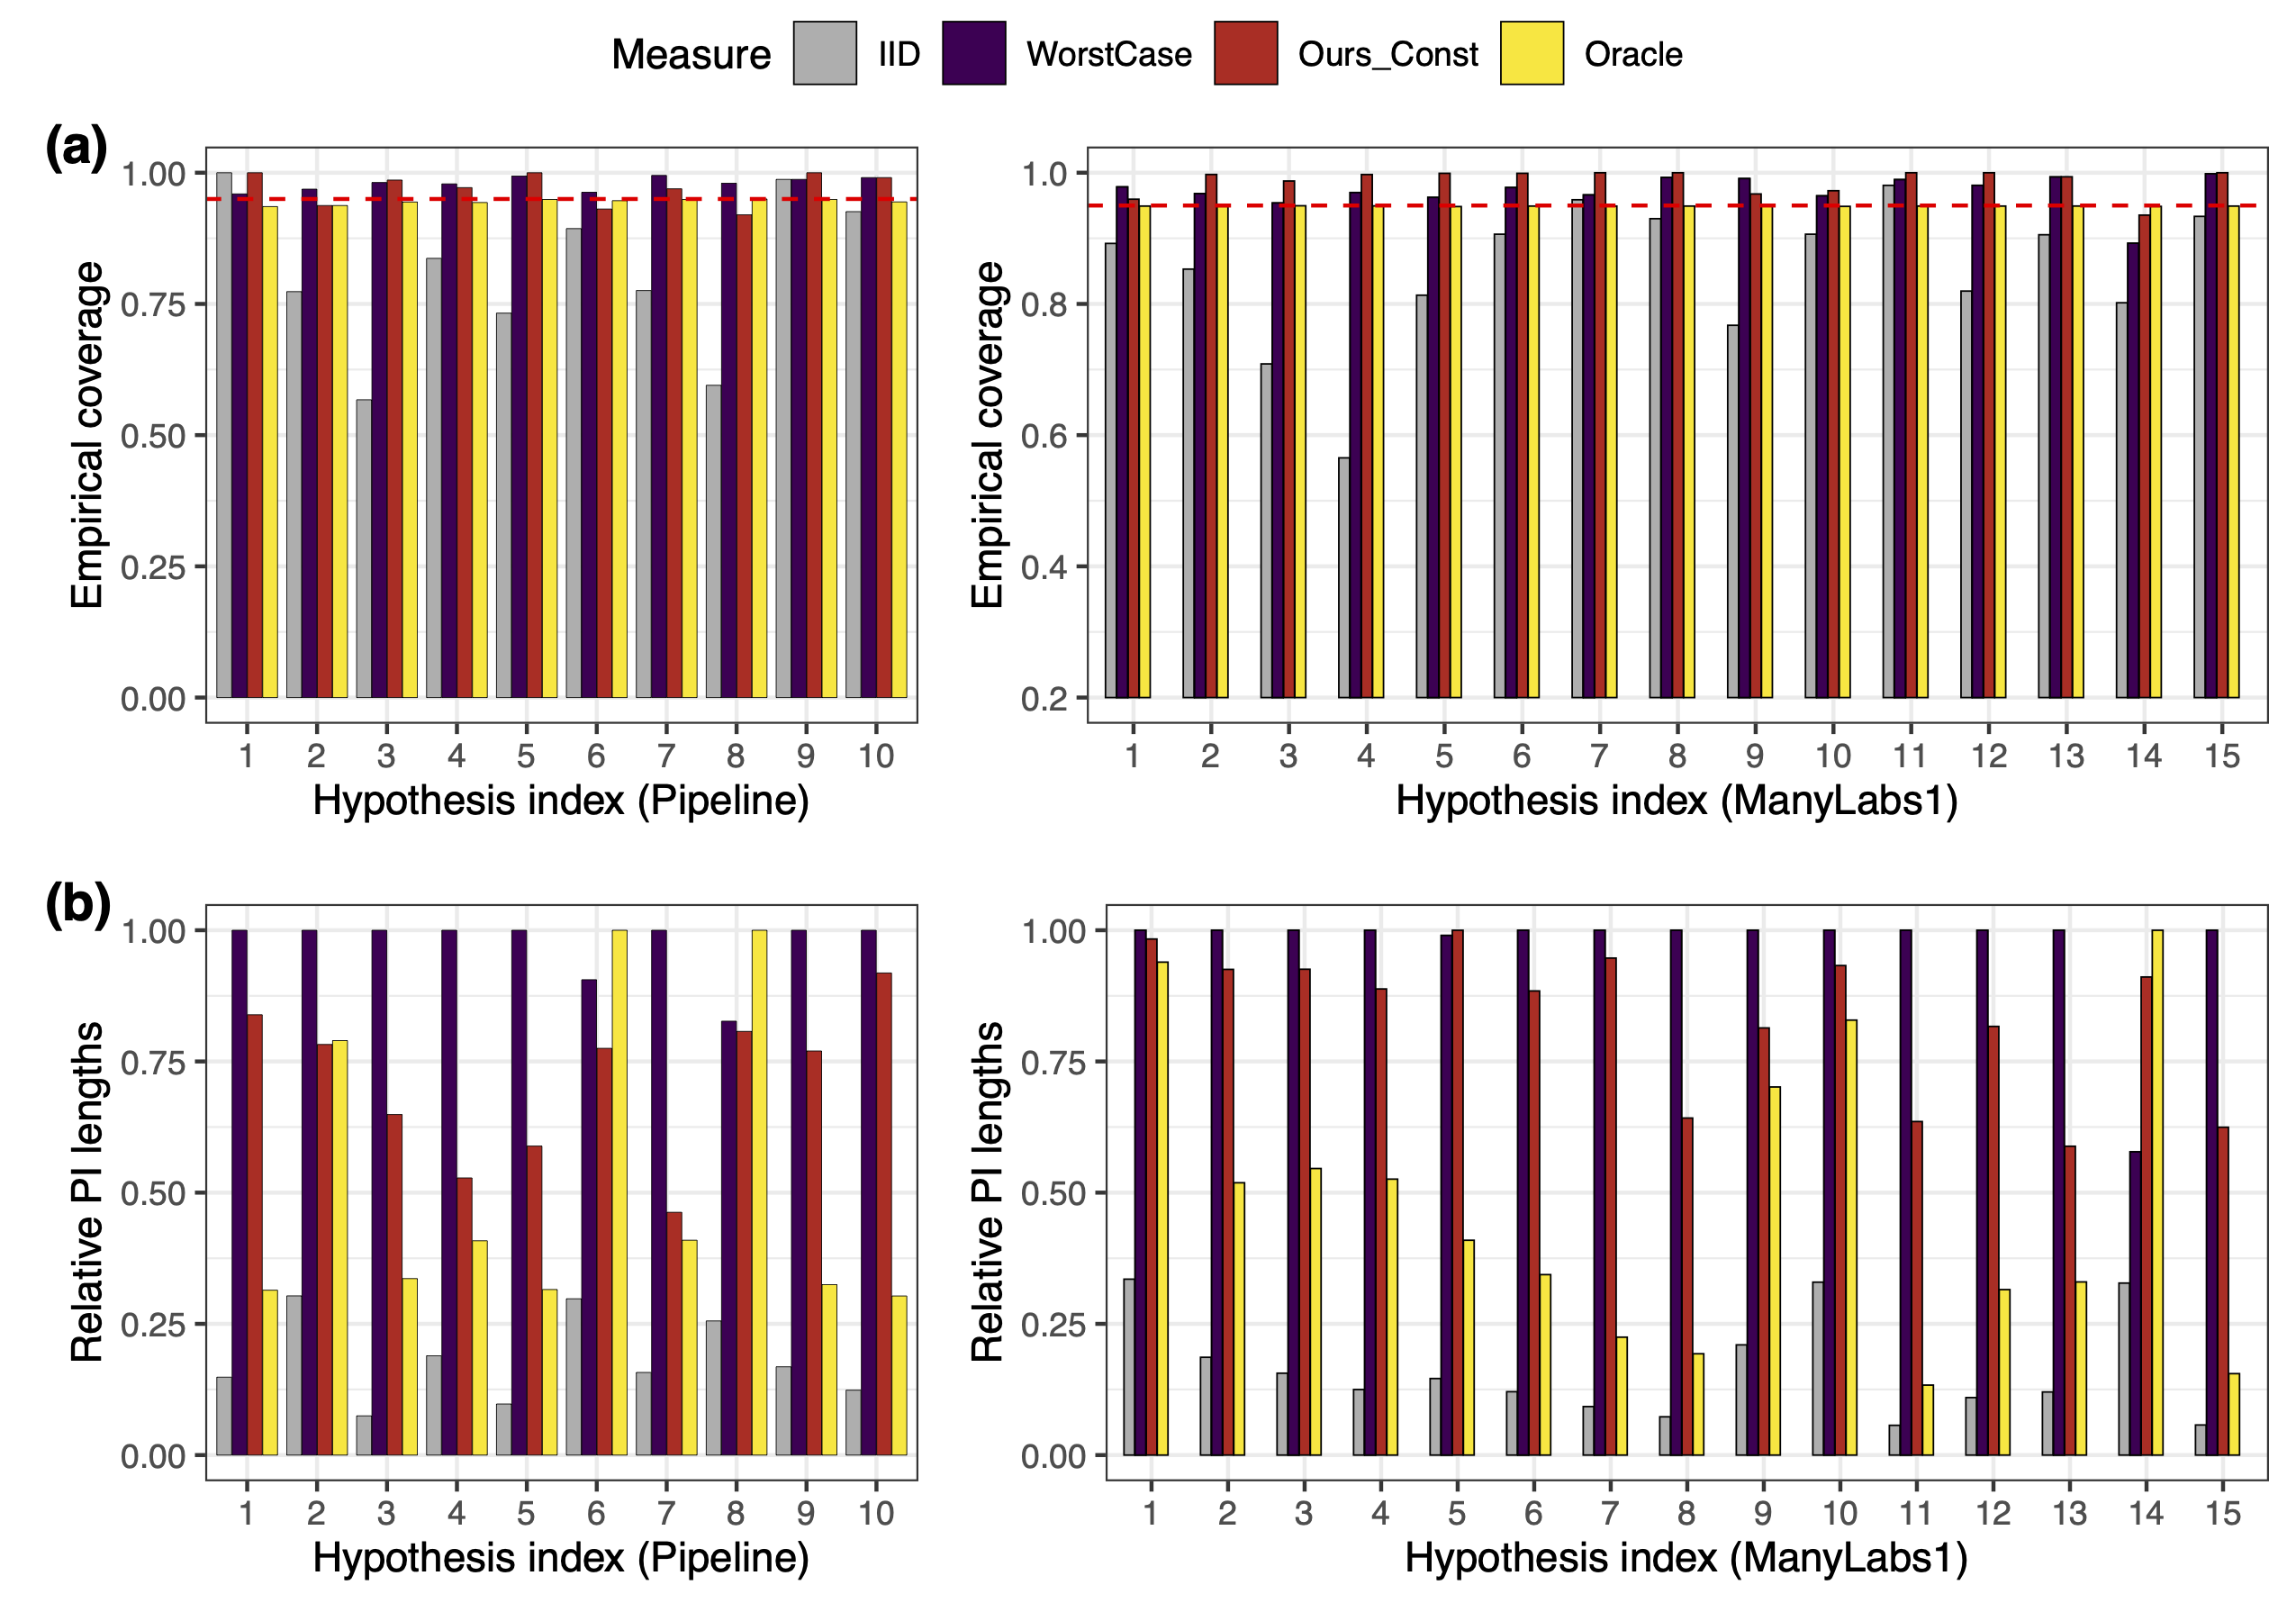 Measure IID WorstCase Ours_Const Oracle
(a)
Empirical coverage
1.00
0.75
0.50
0.25
0.00
1 2 3 4 5 6 7 8 9 10
Hypothesis index (Pipeline)
Empirical coverage
1.0
0.8
0.6
0.4
0.2
1 2 3 4 5 6 7 8 9 10 11 12 13 14 15
Hypothesis index (ManyLabs1)
(b)
Relative PI lengths
1.00
0.75
0.50
0.25
0.00
1 2 3 4 5 6 7 8 9 10
Hypothesis index (Pipeline)
Relative PI lengths
1.00
0.75
0.50
0.25
0.00
1 2 3 4 5 6 7 8 9 10 11 12 13 14 15
Hypothesis index (ManyLabs1)